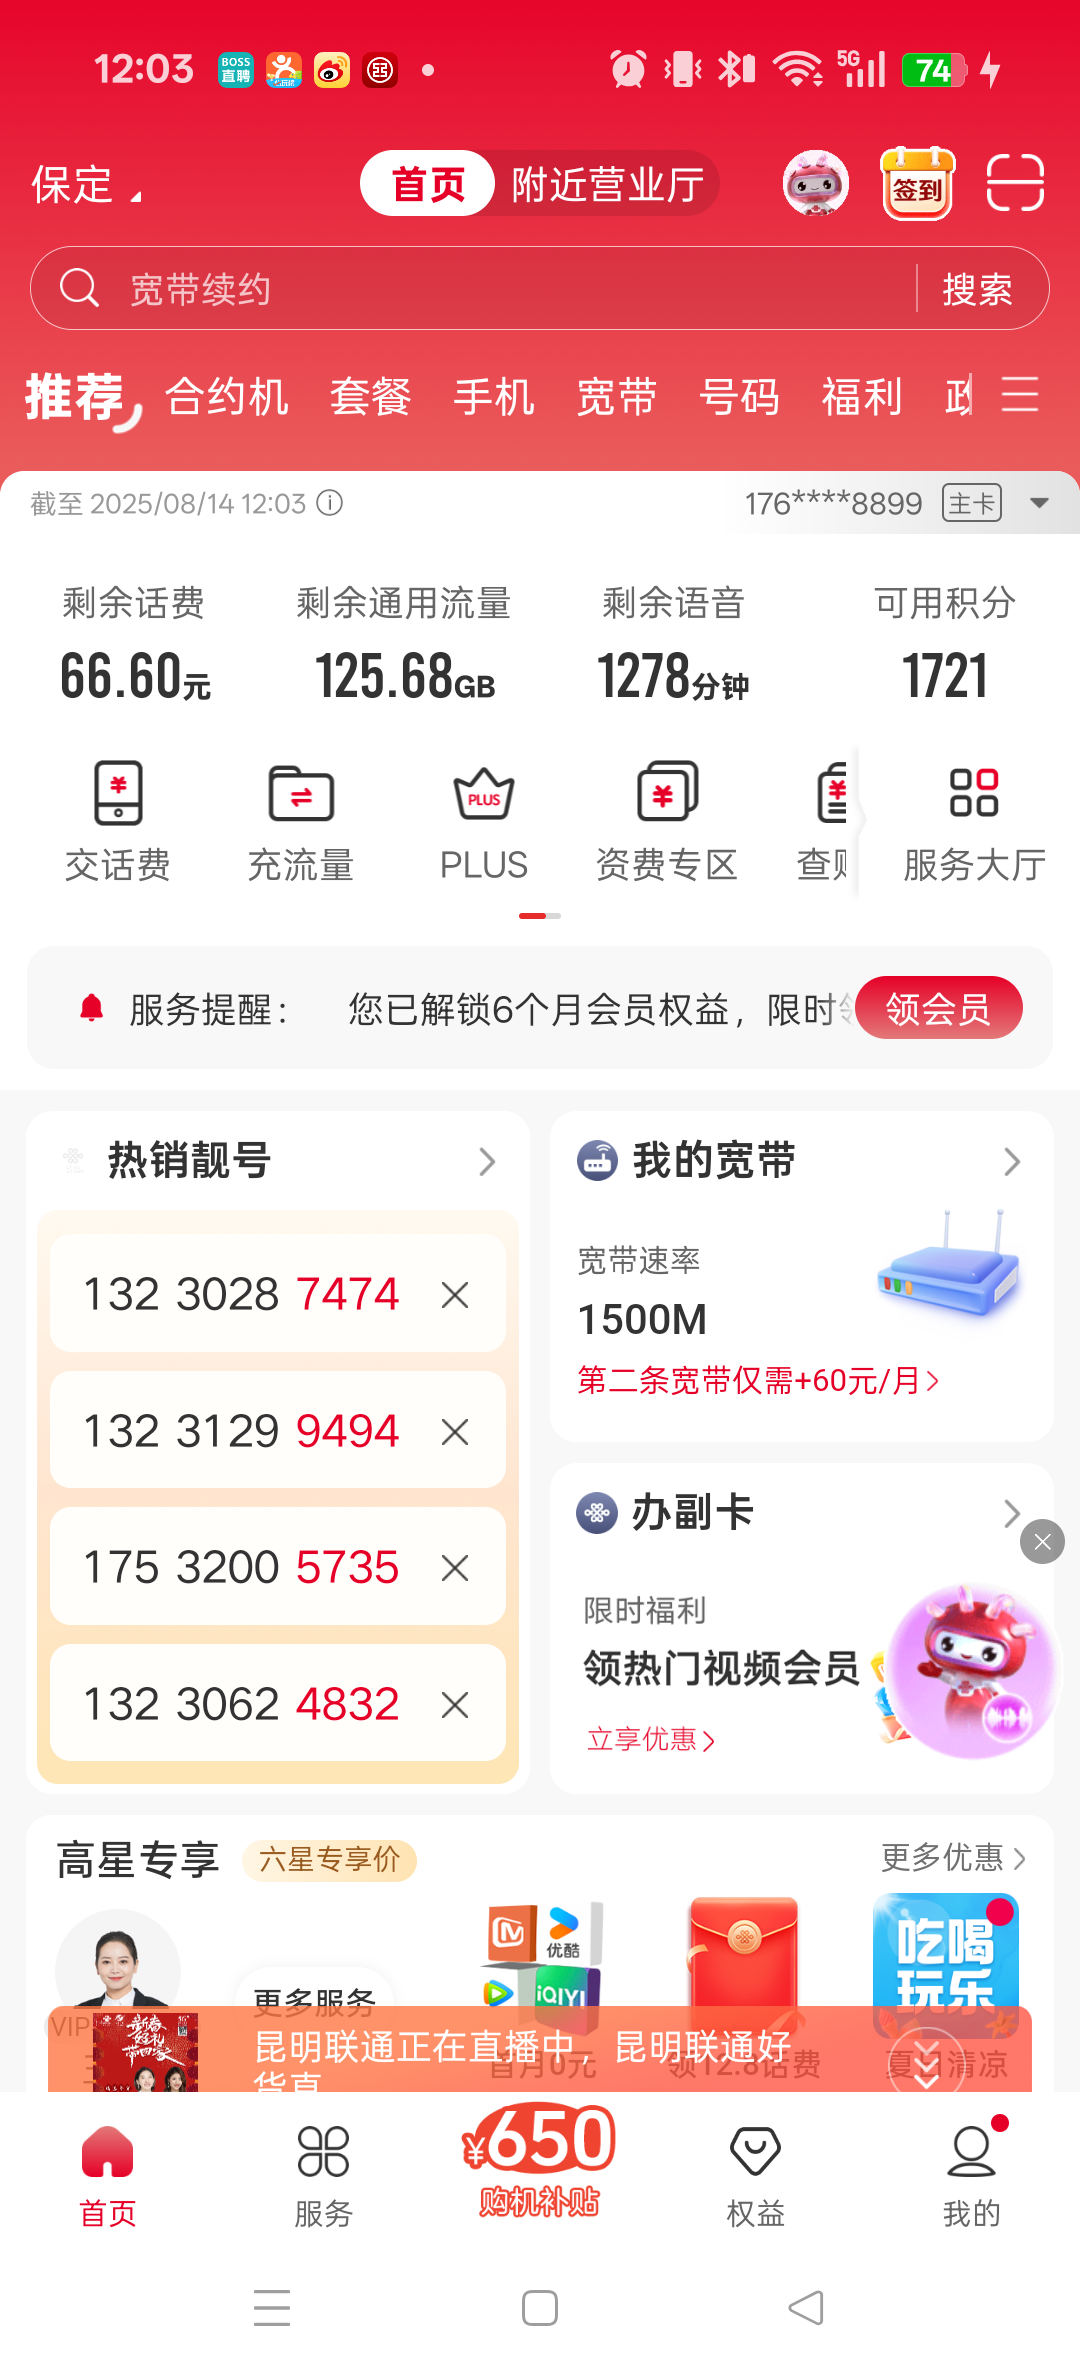 12:03
BOSS
直聘
5G
74
保定
首页
附近营业厅
签到
宽带续约
搜索
推荐
合约机
套餐
手机
宽带
号码
福利
截至 2025/08/14 12:03
176****8899
主卡
剩余话费
剩余通用流量
剩余语音
可用积分
66.60元
125.68GB
1278分钟
1721
¥
PLUS
¥
¥
交话费
充流量
PLUS
资费专区
查
服务大厅
服务提醒：
您已解锁6个月会员权益，限时
领会员
热销靓号
132 3028 7474
132 3129 9494
175 3200 5735
132 3062 4832
我的宽带
宽带速率
1500M
第二条宽带仅需+60元/月
办副卡
限时福利
领热门视频会员
立享优惠
高星专享
六星专享价
更多优惠
优酷
iQIYI
吃喝
玩乐
更多服务
VIP
新春
好礼
带回家
昆明联通正在直播中，昆明联通好
货直
首月0元
领12.8话费
夏日清凉
¥650
购机补贴
首页
服务
权益
我的